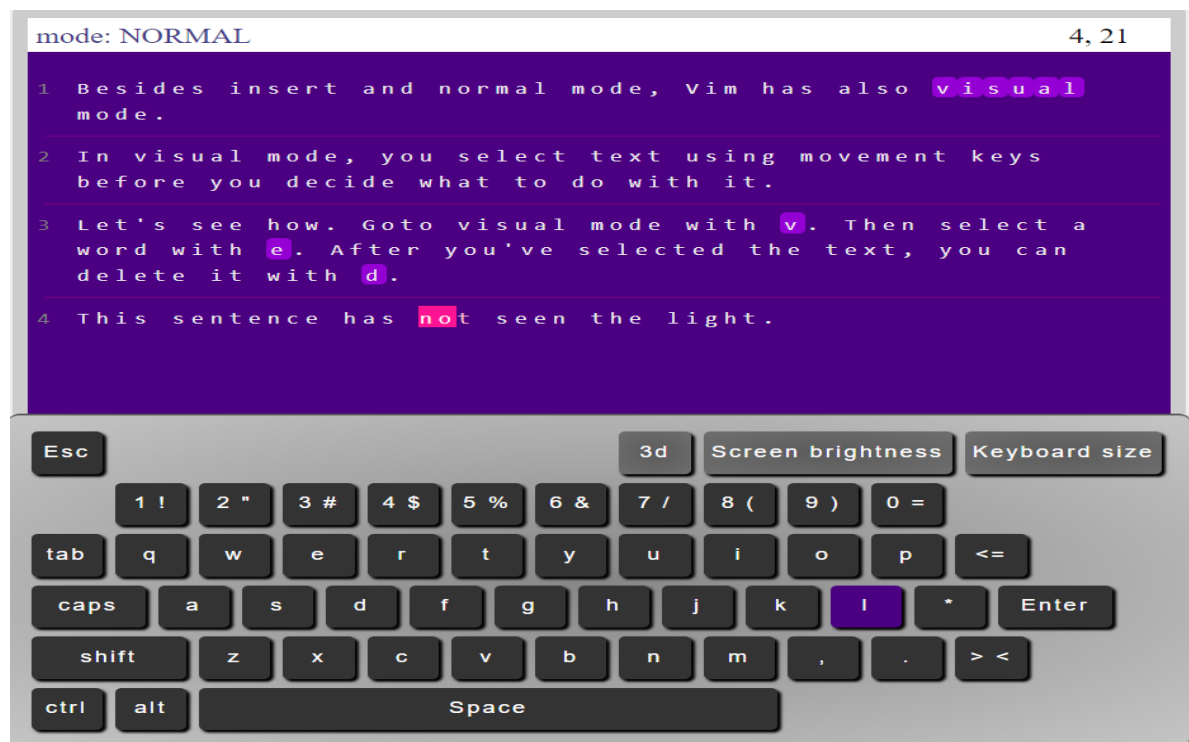 mode: NORMAL 4, 21
1 Besides insert and normal mode, Vim has also visual
mode.
2 In visual mode, you select text using movement keys
before you decide what to do with it.
3 Let's see how. Goto visual mode with v. Then select a
word with e. After you've selected the text, you can
delete it with d.
4 This sentence has not seen the light.
Esc 3d Screen brightness Keyboard size
1 ! 2 " 3 # 4 $ 5 % 6 & 7 / 8 ( 9 ) 0 =
tab q w e r t y u i o p <=
caps a s d f g h j k l * Enter
shift z x c v b n m , . > <
ctrl alt Space